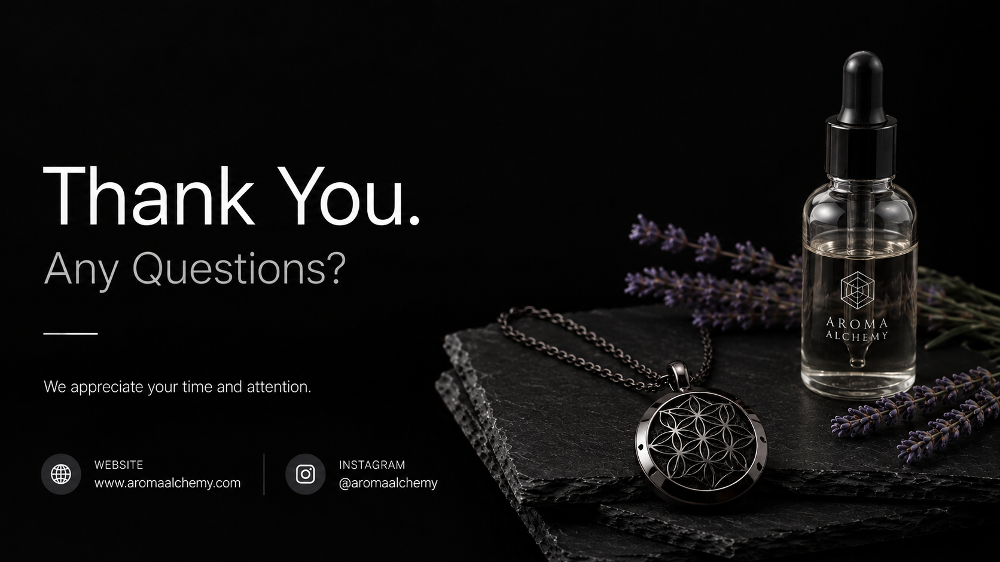 Thank You.
Any Questions?
We appreciate your time and attention.
WEBSITE
www.aromaalchemy.com
INSTAGRAM
@aromaalchemy
AROMA
ALCHEMY